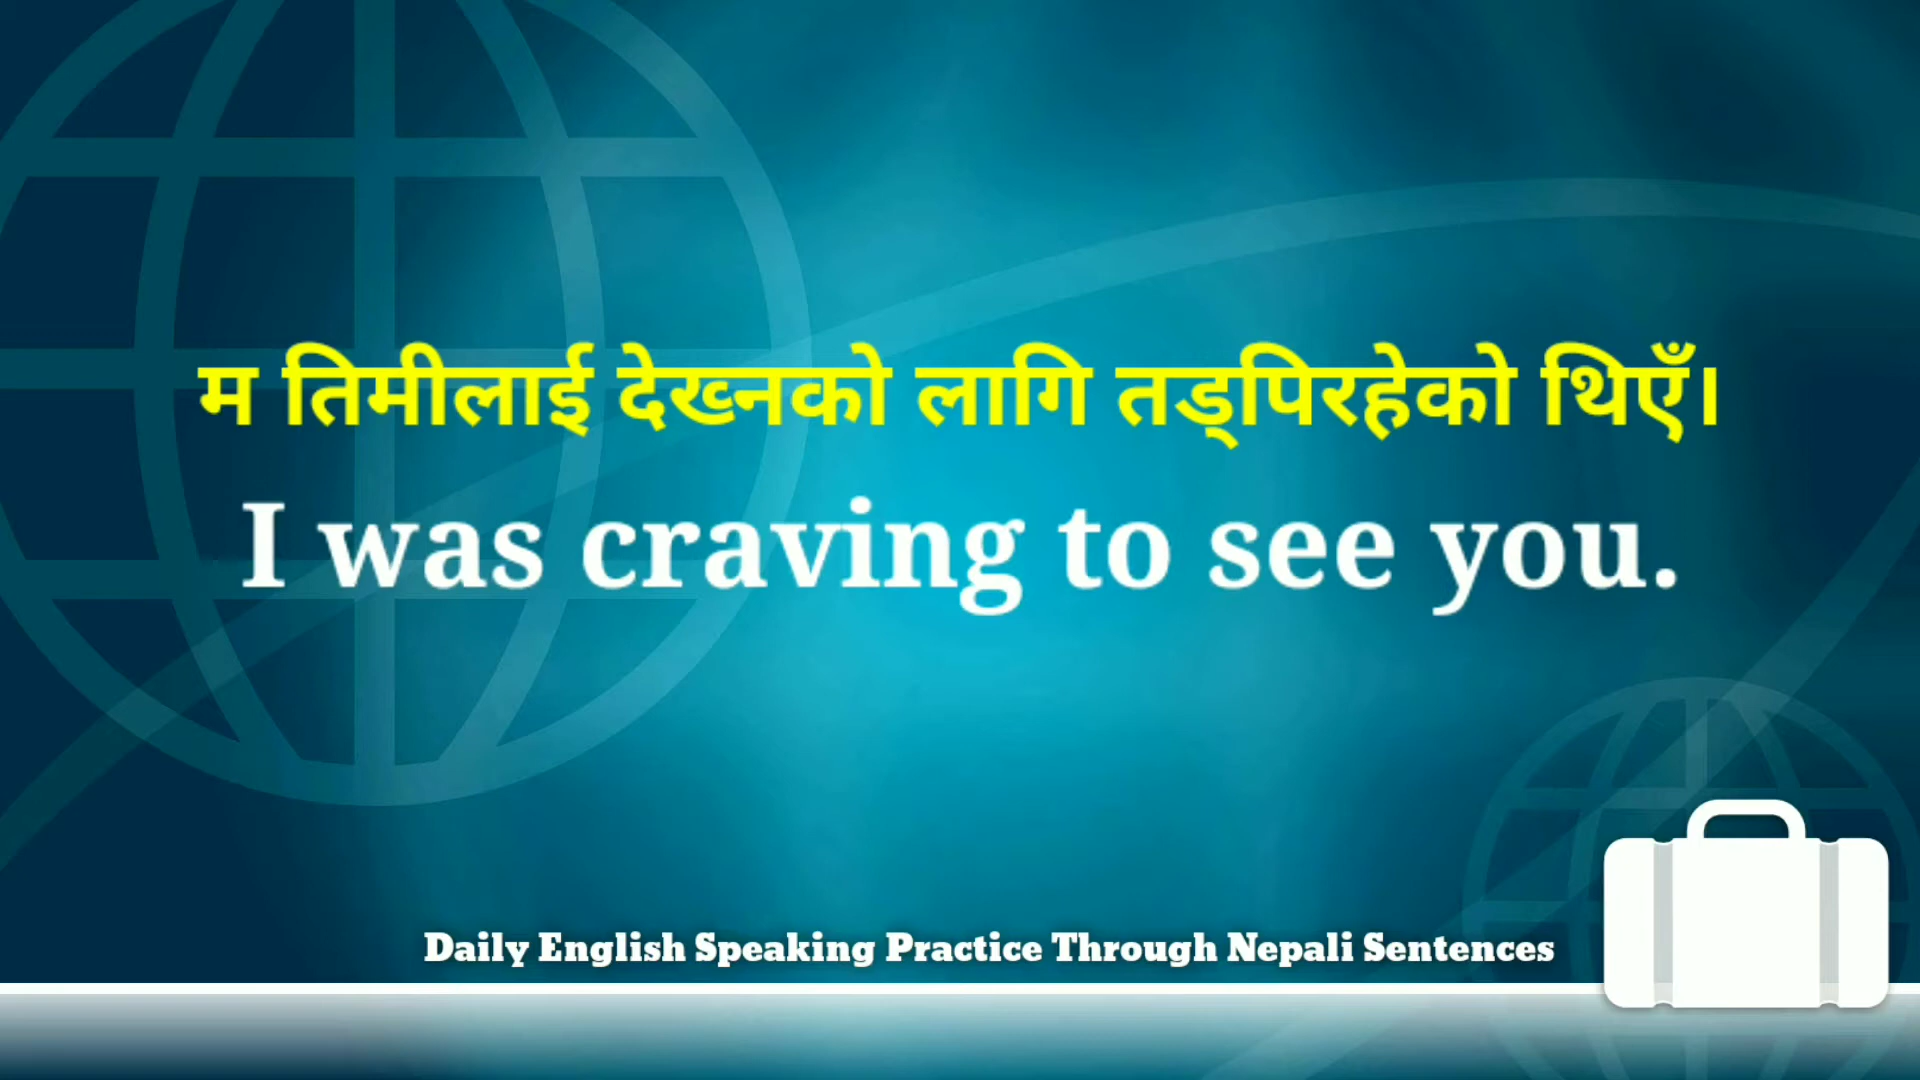 म तिमीलाई देख्नको लागि तड्पिरहेको थिएँ।
I was craving to see you.
Daily English Speaking Practice Through Nepali Sentences